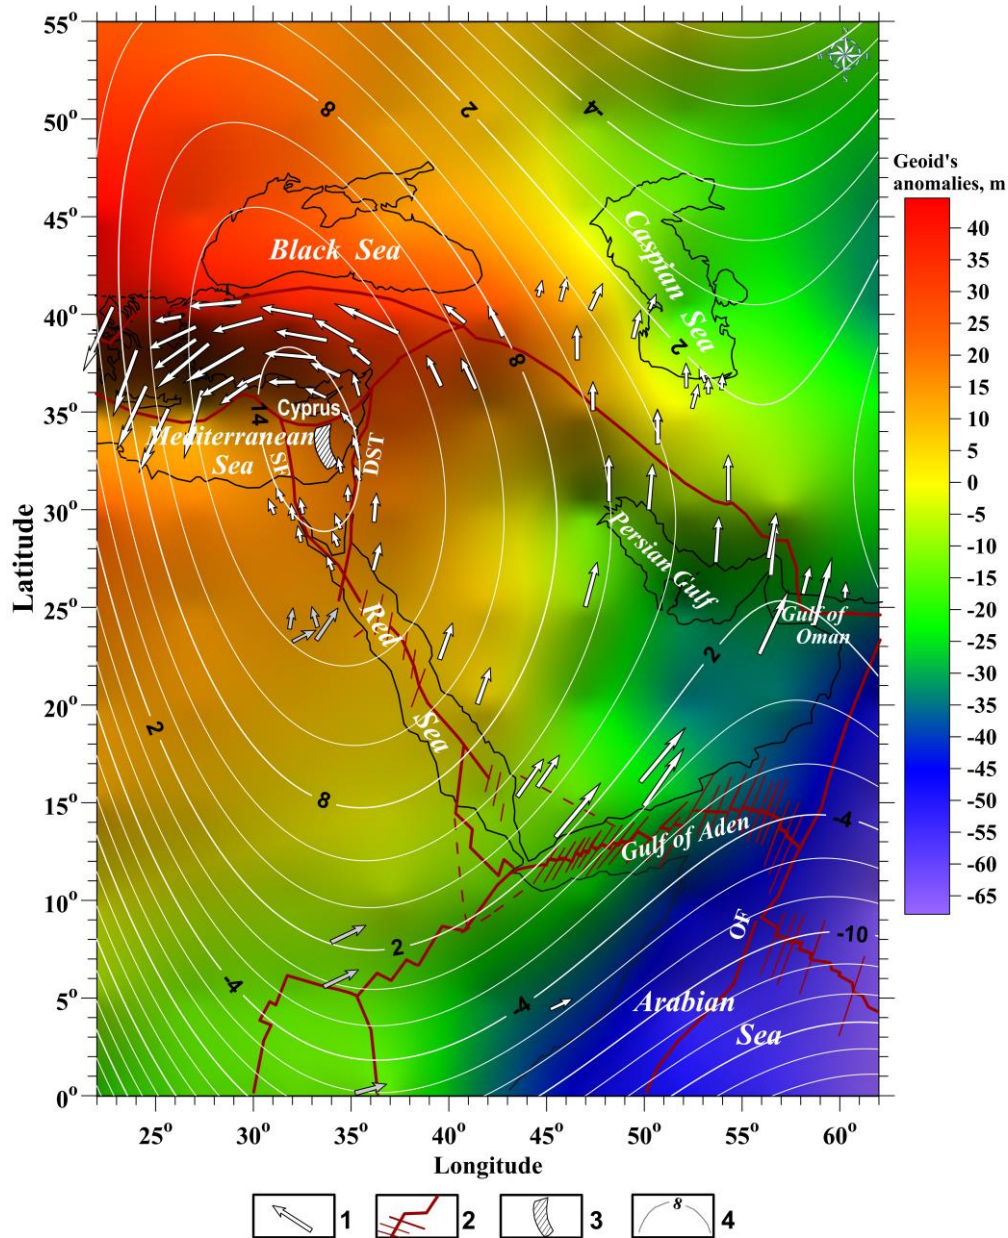 55°
50°
45°
40°
35°
30°
25°
20°
15°
10°
5°
0°
Latitude
25°
30°
35°
40°
45°
50°
55°
60°
Longitude
Geoid's
anomalies, m
40
35
30
25
20
15
10
5
0
-5
-10
-15
-20
-25
-30
-35
-40
-45
-50
-55
-60
-65
8
2
-4
Black Sea
Caspian
Sea
2
8
14
Cyprus
Mediterranean
Sea
SF
DST
Persian Gulf
Gulf of
Oman
Red
Sea
2
2
8
Gulf of Aden
-4
2
-4
-4
OF
-10
Arabian
Sea
1
2
3
8
4